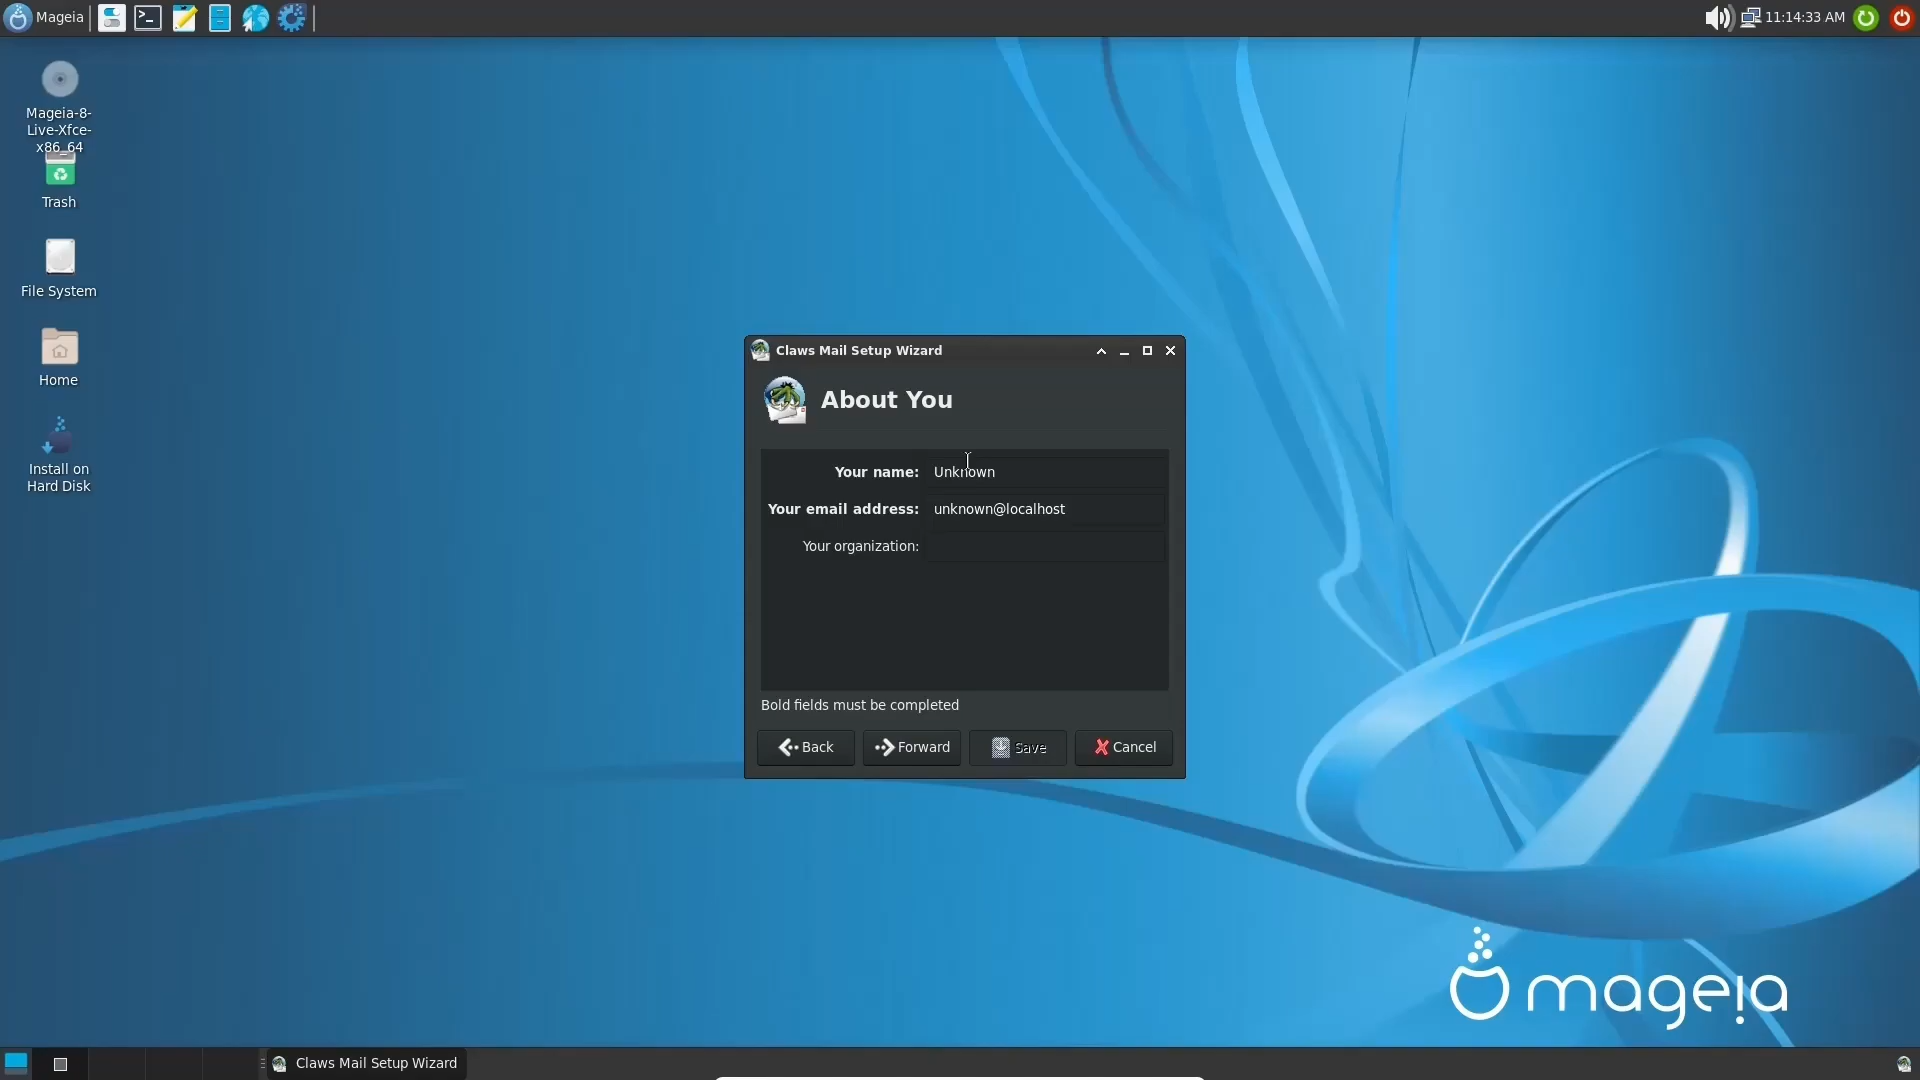 Mageia
11:14:33 AM
Mageia-8-
Live-Xfce-
x86_64
Trash
File System
Home
Install on
Hard Disk
Claws Mail Setup Wizard
About You
Your name: Unknown
Your email address: unknown@localhost
Your organization:
Bold fields must be completed
Back Forward Save Cancel
mageia
Claws Mail Setup Wizard